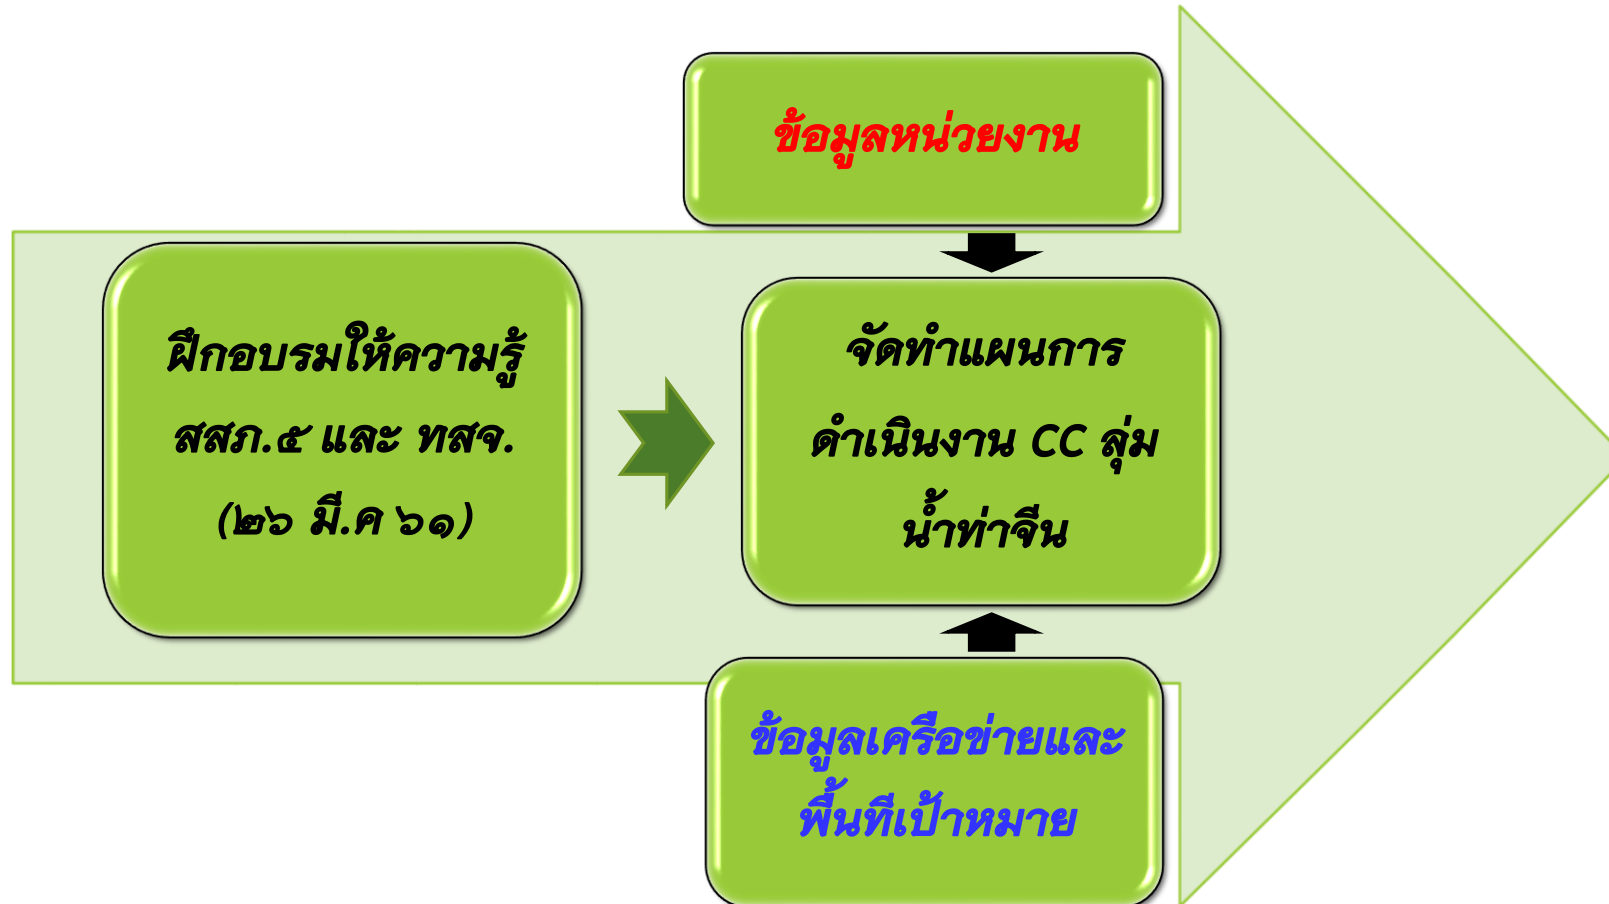 ข้อมูลหน่วยงาน
ฝึกอบรมให้ความรู้
สสภ.๕ และ ทสจ.
(๒๖ มี.ค ๖๑)
จัดทำแผนการ
ดำเนินงาน CC ลุ่ม
น้ำท่าจีน
ข้อมูลเครือข่ายและ
พื้นที่เป้าหมาย